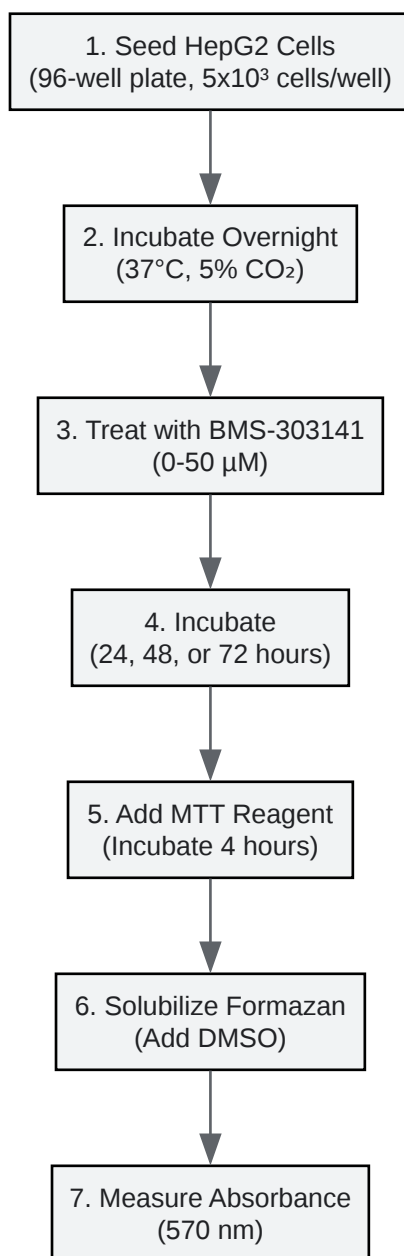 1. Seed HepG2 Cells
(96-well plate, 5x10³ cells/well)
2. Incubate Overnight
(37°C, 5% CO₂)
3. Treat with BMS-303141
(0-50 µM)
4. Incubate
(24, 48, or 72 hours)
5. Add MTT Reagent
(Incubate 4 hours)
6. Solubilize Formazan
(Add DMSO)
7. Measure Absorbance
(570 nm)